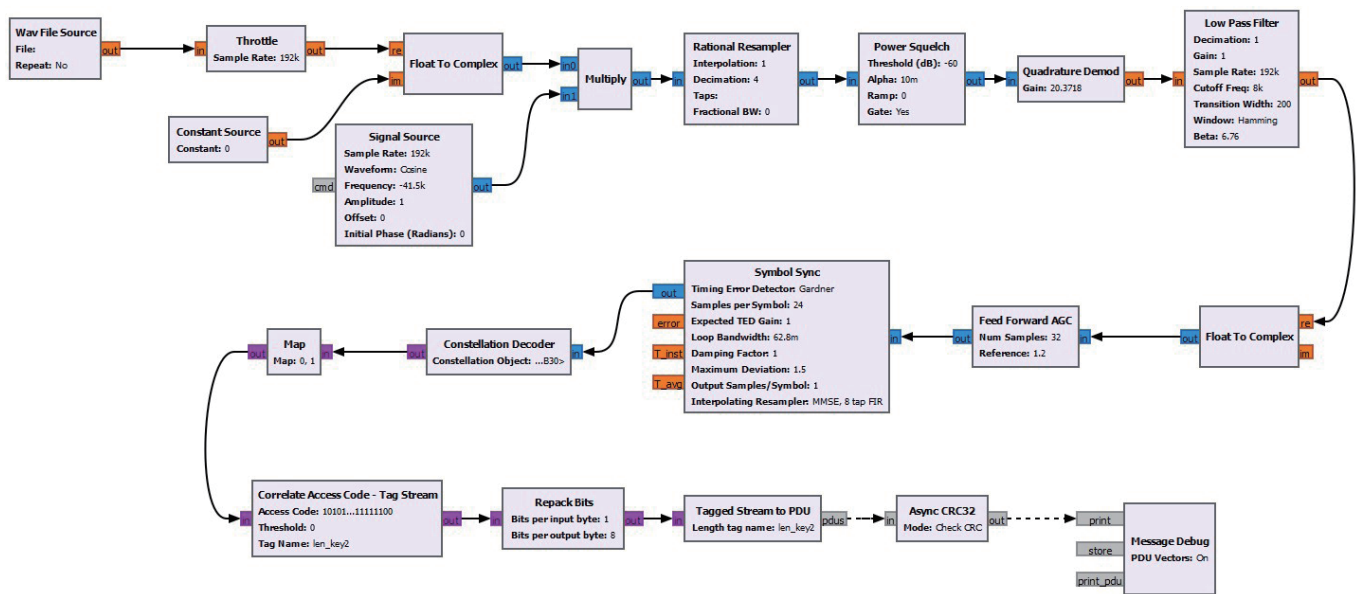 Wav File Source
File:
Repeat: No
out
in
Throttle
Sample Rate: 192k
out
re
im
Float To Complex
out
Constant Source
Constant: 0
out
cmd
Signal Source
Sample Rate: 192k
Waveform: Cosine
Frequency: -41.5k
Amplitude: 1
Offset: 0
Initial Phase (Radians): 0
out
in0
in1
Multiply
out
in
Rational Resampler
Interpolation: 1
Decimation: 4
Taps:
Fractional BW: 0
out
in
Power Squelch
Threshold (dB): -60
Alpha: 10m
Ramp: 0
Gate: Yes
out
in
Quadrature Demod
Gain: 20.3718
out
in
Low Pass Filter
Decimation: 1
Gain: 1
Sample Rate: 192k
Cutoff Freq: 8k
Transition Width: 200
Window: Hamming
Beta: 6.76
out
re
im
Float To Complex
out
in
Feed Forward AGC
Num Samples: 32
Reference: 1.2
out
in
Symbol Sync
Timing Error Detector: Gardner
Samples per Symbol: 24
Expected TED Gain: 1
Loop Bandwidth: 62.8m
Damping Factor: 1
Maximum Deviation: 1.5
Output Samples/Symbol: 1
Interpolating Resampler: MMSE, 8 tap FIR
out
error
T_inst
T_avg
in
Constellation Decoder
Constellation Object: ...B30>
out
in
Map
Map: 0, 1
out
in
Correlate Access Code - Tag Stream
Access Code: 10101...11111100
Threshold: 0
Tag Name: len_key2
out
in
Repack Bits
Bits per input byte: 1
Bits per output byte: 8
out
in
Tagged Stream to PDU
Length tag name: len_key2
pdus
in
Async CRC32
Mode: Check CRC
out
print
store
print_pdu
Message Debug
PDU Vectors: On